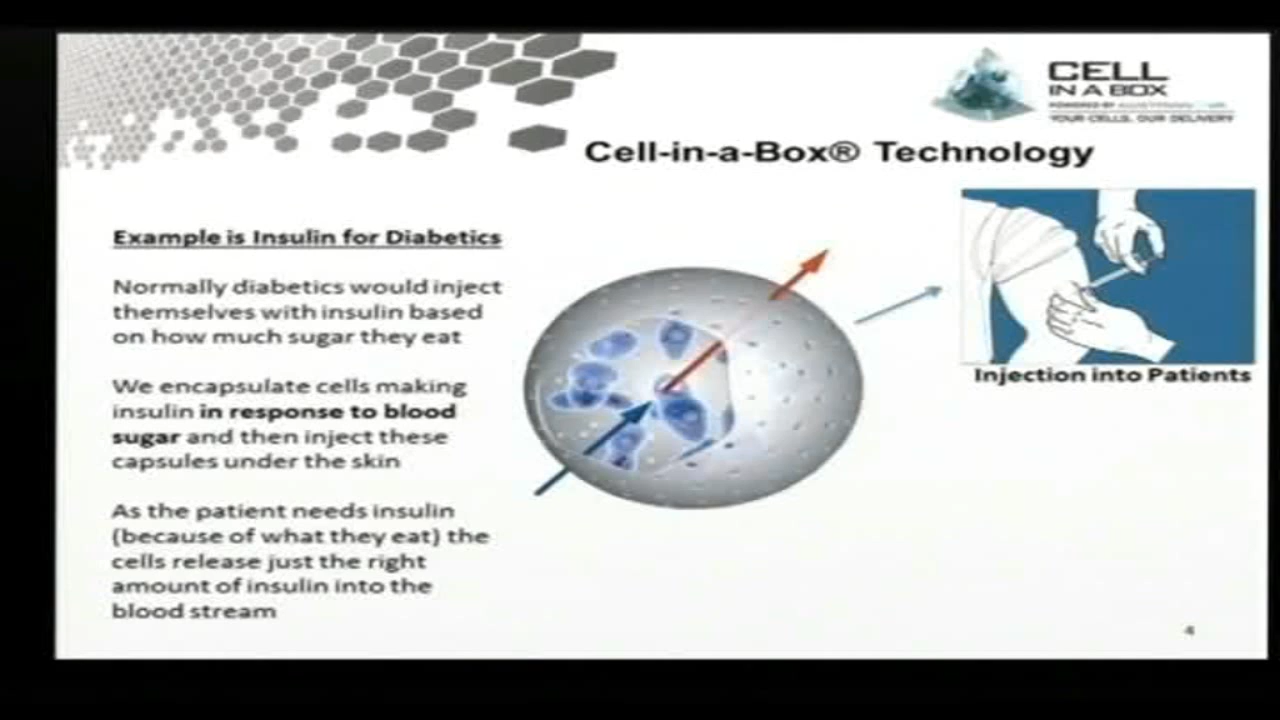 CELL
IN A BOX
POWERED BY
YOUR CELLS, OUR DELIVERY
Cell-in-a-Box® Technology
Example is Insulin for Diabetics
Normally diabetics would inject
themselves with insulin based
on how much sugar they eat
We encapsulate cells making
insulin in response to blood
sugar and then inject these
capsules under the skin
As the patient needs insulin
(because of what they eat) the
cells release just the right
amount of insulin into the
blood stream
Injection into Patients
4